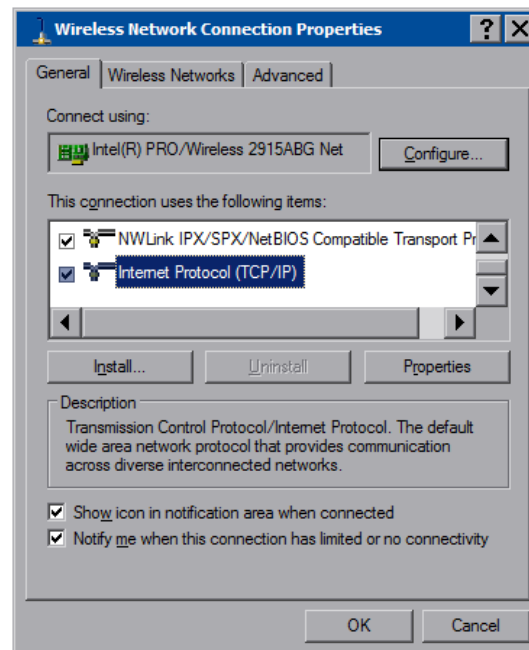 Wireless Network Connection Properties
General Wireless Networks Advanced
Connect using:
Intel(R) PRO/Wireless 2915ABG Net
Configure...
This connection uses the following items:
NWLink IPX/SPX/NetBIOS Compatible Transport Pr
Internet Protocol (TCP/IP)
Install... Uninstall Properties
Description
Transmission Control Protocol/Internet Protocol. The default
wide area network protocol that provides communication
across diverse interconnected networks.
Show icon in notification area when connected
Notify me when this connection has limited or no connectivity
OK Cancel